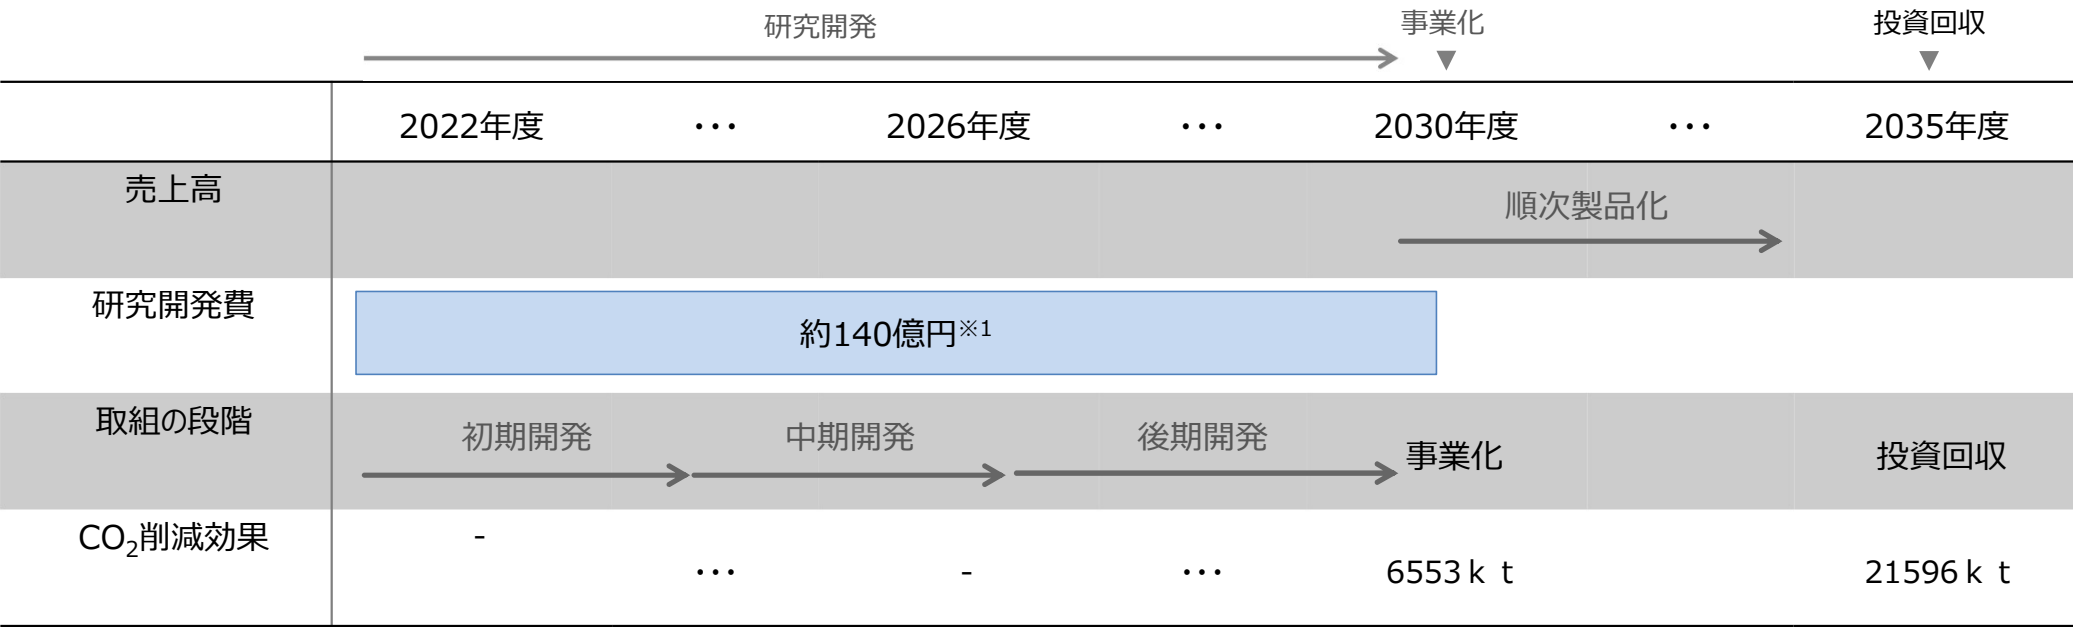 研究開発 事業化 投資回収
2022年度 ･･･ 2026年度 ･･･ 2030年度 ･･･ 2035年度
売上高 順次製品化
研究開発費 約140億円※1
取組の段階 初期開発 中期開発 後期開発 事業化 投資回収
CO2削減効果 - ･･･ - ･･･ 6553ｋｔ 21596ｋｔ